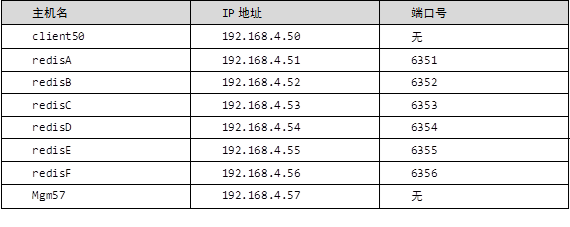 主机名 IP 地址 端口号
client50 192.168.4.50 无
redisA 192.168.4.51 6351
redisB 192.168.4.52 6352
redisC 192.168.4.53 6353
redisD 192.168.4.54 6354
redisE 192.168.4.55 6355
redisF 192.168.4.56 6356
Mgm57 192.168.4.57 无